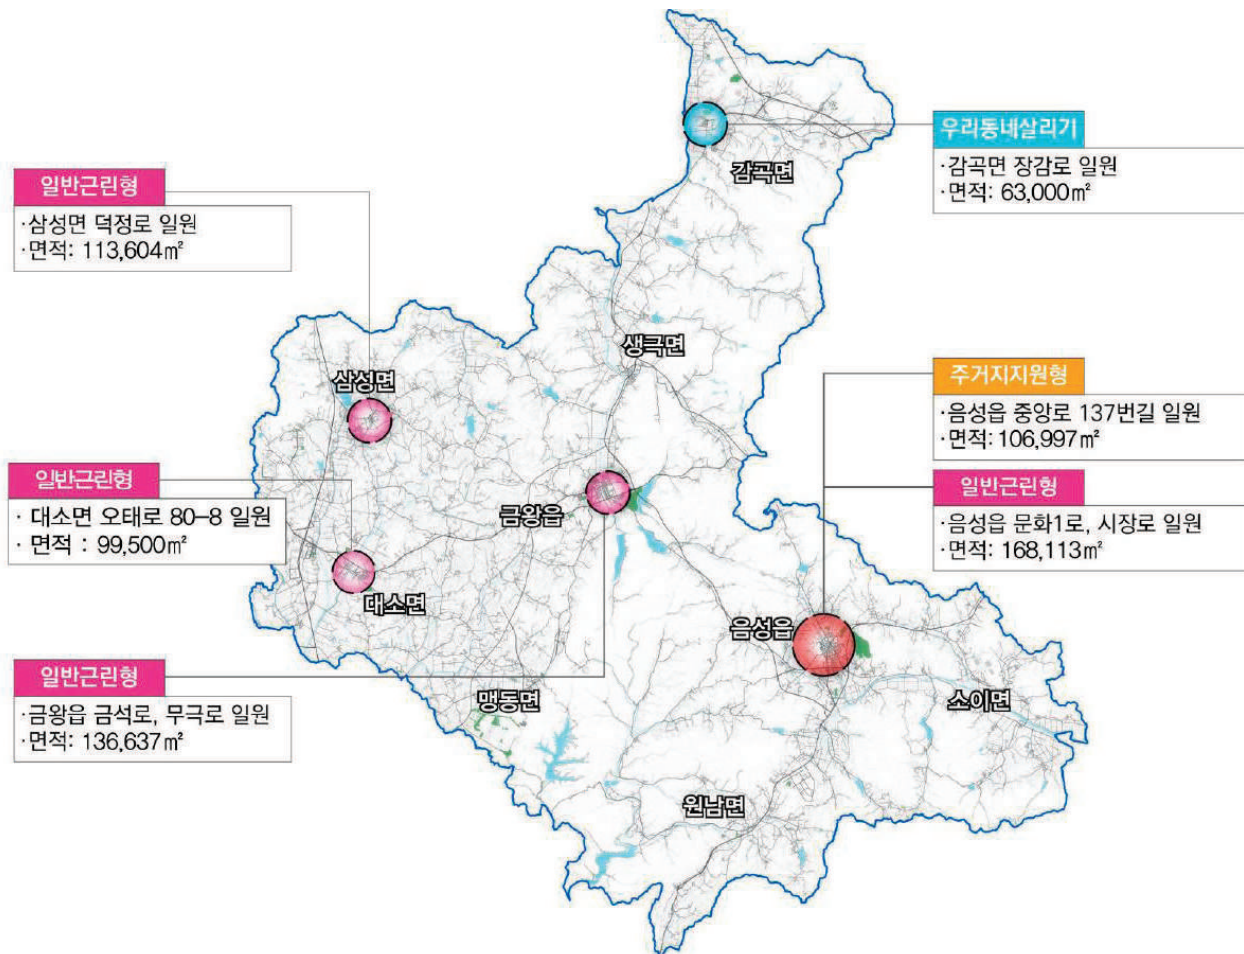 우리동네살리기
·감곡면 장감로 일원
·면적: 63,000㎡
감곡면
일반근린형
·삼성면 덕정로 일원
·면적: 113,604㎡
생극면
삼성면
주거지지원형
·음성읍 중앙로 137번길 일원
·면적: 106,997㎡
일반근린형
· 대소면 오태로 80-8 일원
· 면적 : 99,500㎡
금왕읍
일반근린형
·음성읍 문화1로, 시장로 일원
·면적: 168,113㎡
대소면
음성읍
일반근린형
·금왕읍 금석로, 무극로 일원
·면적: 136,637㎡
맹동면
소이면
원남면